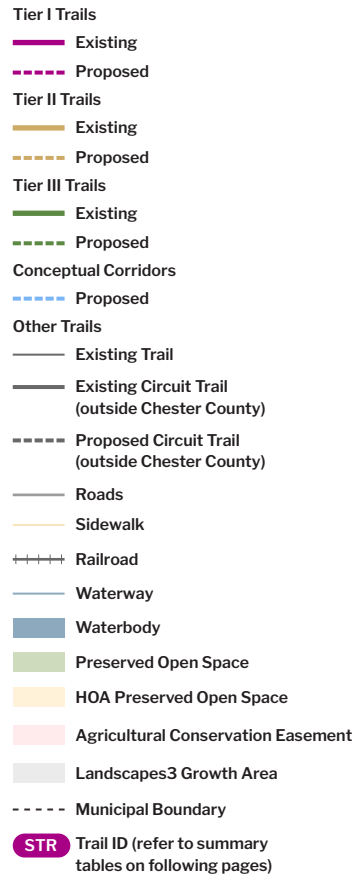 Tier I Trails
Existing
Proposed
Tier II Trails
Existing
Proposed
Tier III Trails
Existing
Proposed
Conceptual Corridors
Proposed
Other Trails
Existing Trail
Existing Circuit Trail
(outside Chester County)
Proposed Circuit Trail
(outside Chester County)
Roads
Sidewalk
Railroad
Waterway
Waterbody
Preserved Open Space
HOA Preserved Open Space
Agricultural Conservation Easement
Landscapes3 Growth Area
Municipal Boundary
STR Trail ID (refer to summary
tables on following pages)